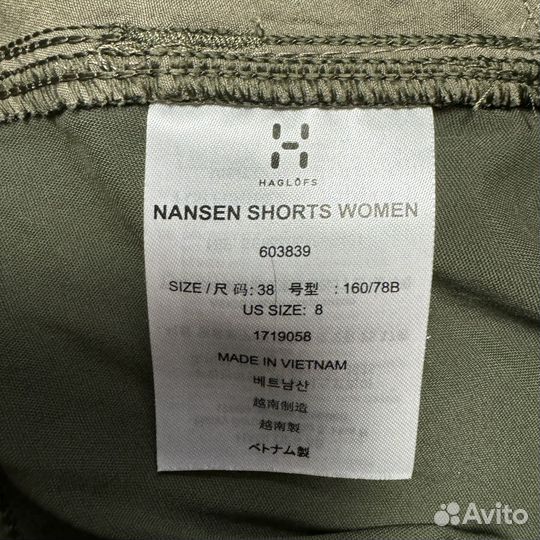 HAGLÖFS
NANSEN SHORTS WOMEN
603839
SIZE / 尺 码: 38 号型 : 160/78B
US SIZE: 8
1719058
MADE IN VIETNAM
베트남산
越南制造
越南製
ベトナム製
Avito